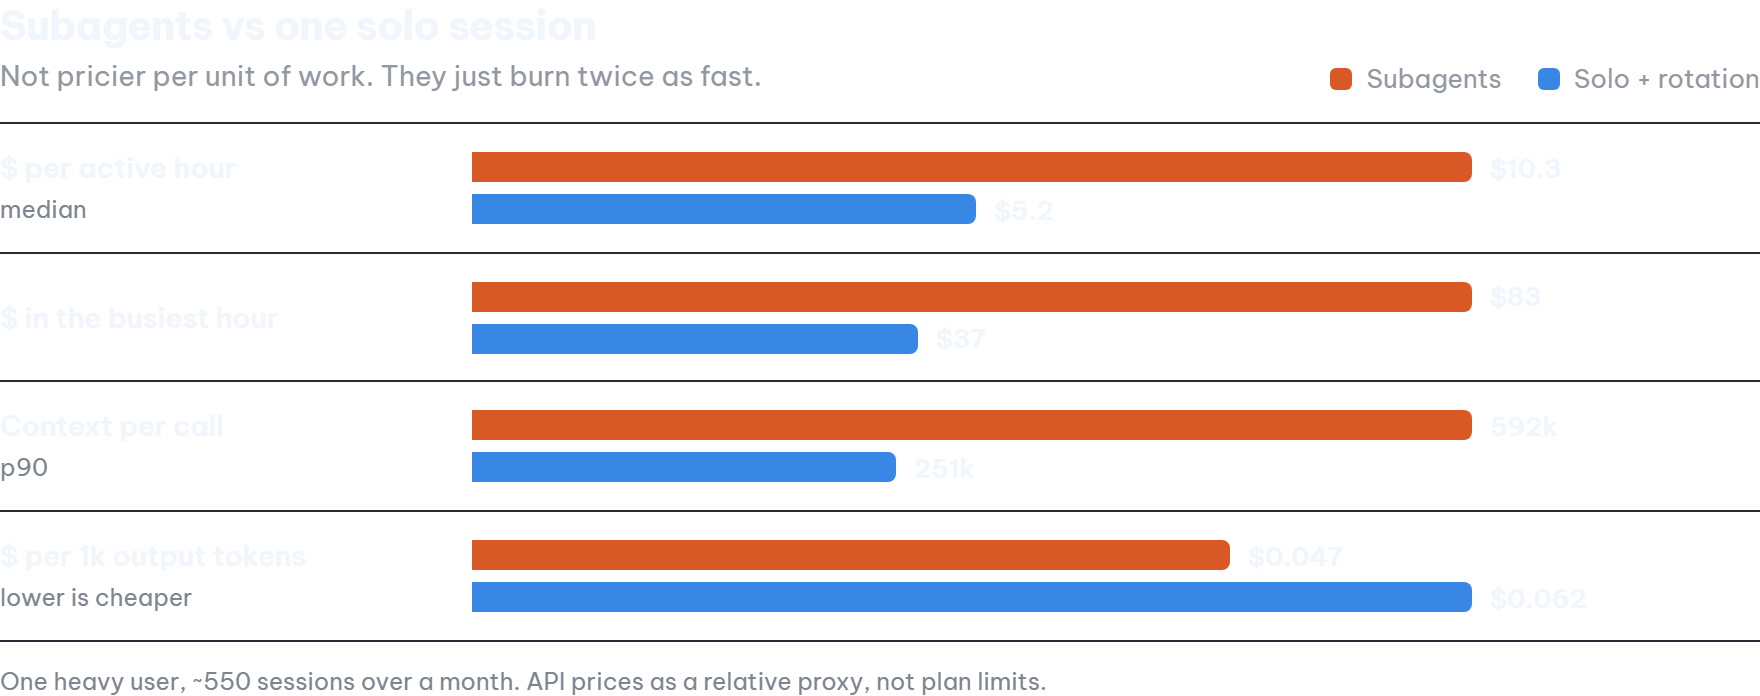 Subagents vs one solo session
Not pricier per unit of work. They just burn twice as fast.
Subagents
Solo + rotation
$ per active hour
median
$10.3
$5.2
$ in the busiest hour
$83
$37
Context per call
p90
592k
251k
$ per 1k output tokens
lower is cheaper
$0.047
$0.062
One heavy user, ~550 sessions over a month. API prices as a relative proxy, not plan limits.